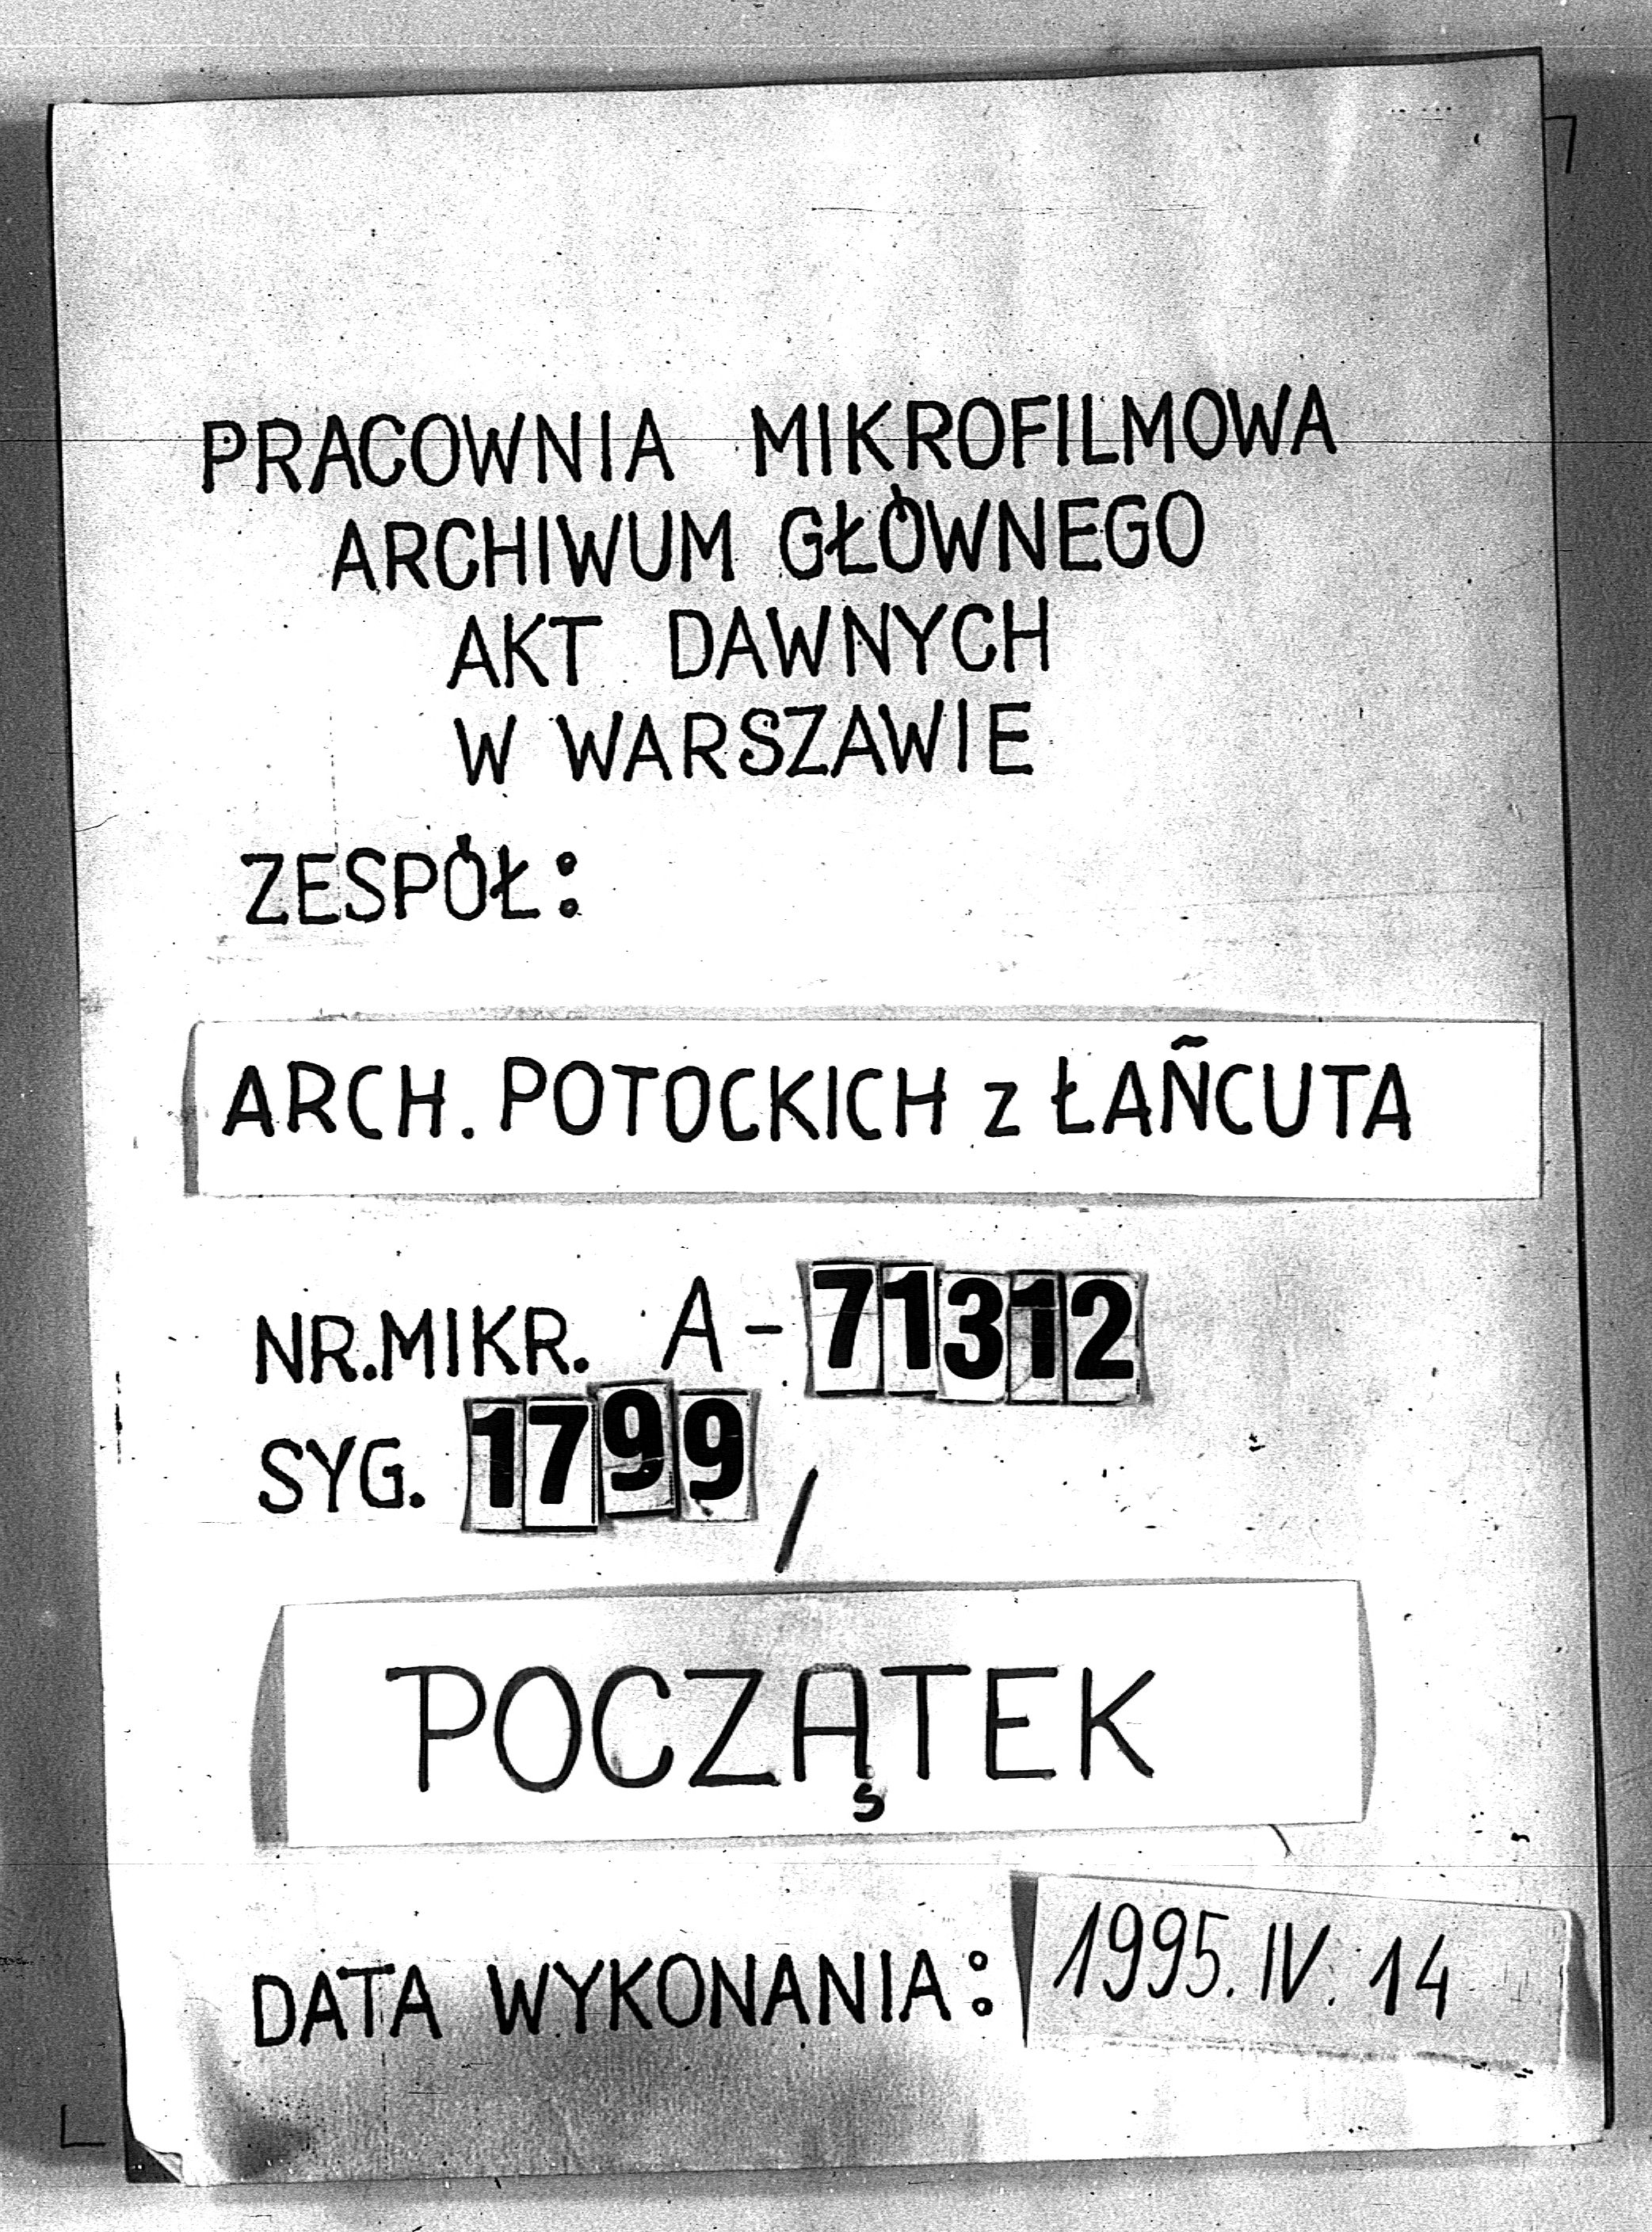 PRACOWNIA MIKROFILMOWA
ARCHIWUM GŁÓWNEGO
AKT DAWNYCH
W WARSZAWIE
ZESPÓŁ:
ARCH. POTOCKICH z ŁAŃCUTA
NR.MIKR. A-71312
SYG. 1799/
POCZĄTEK
DATA WYKONANIA: 1995.IV.14